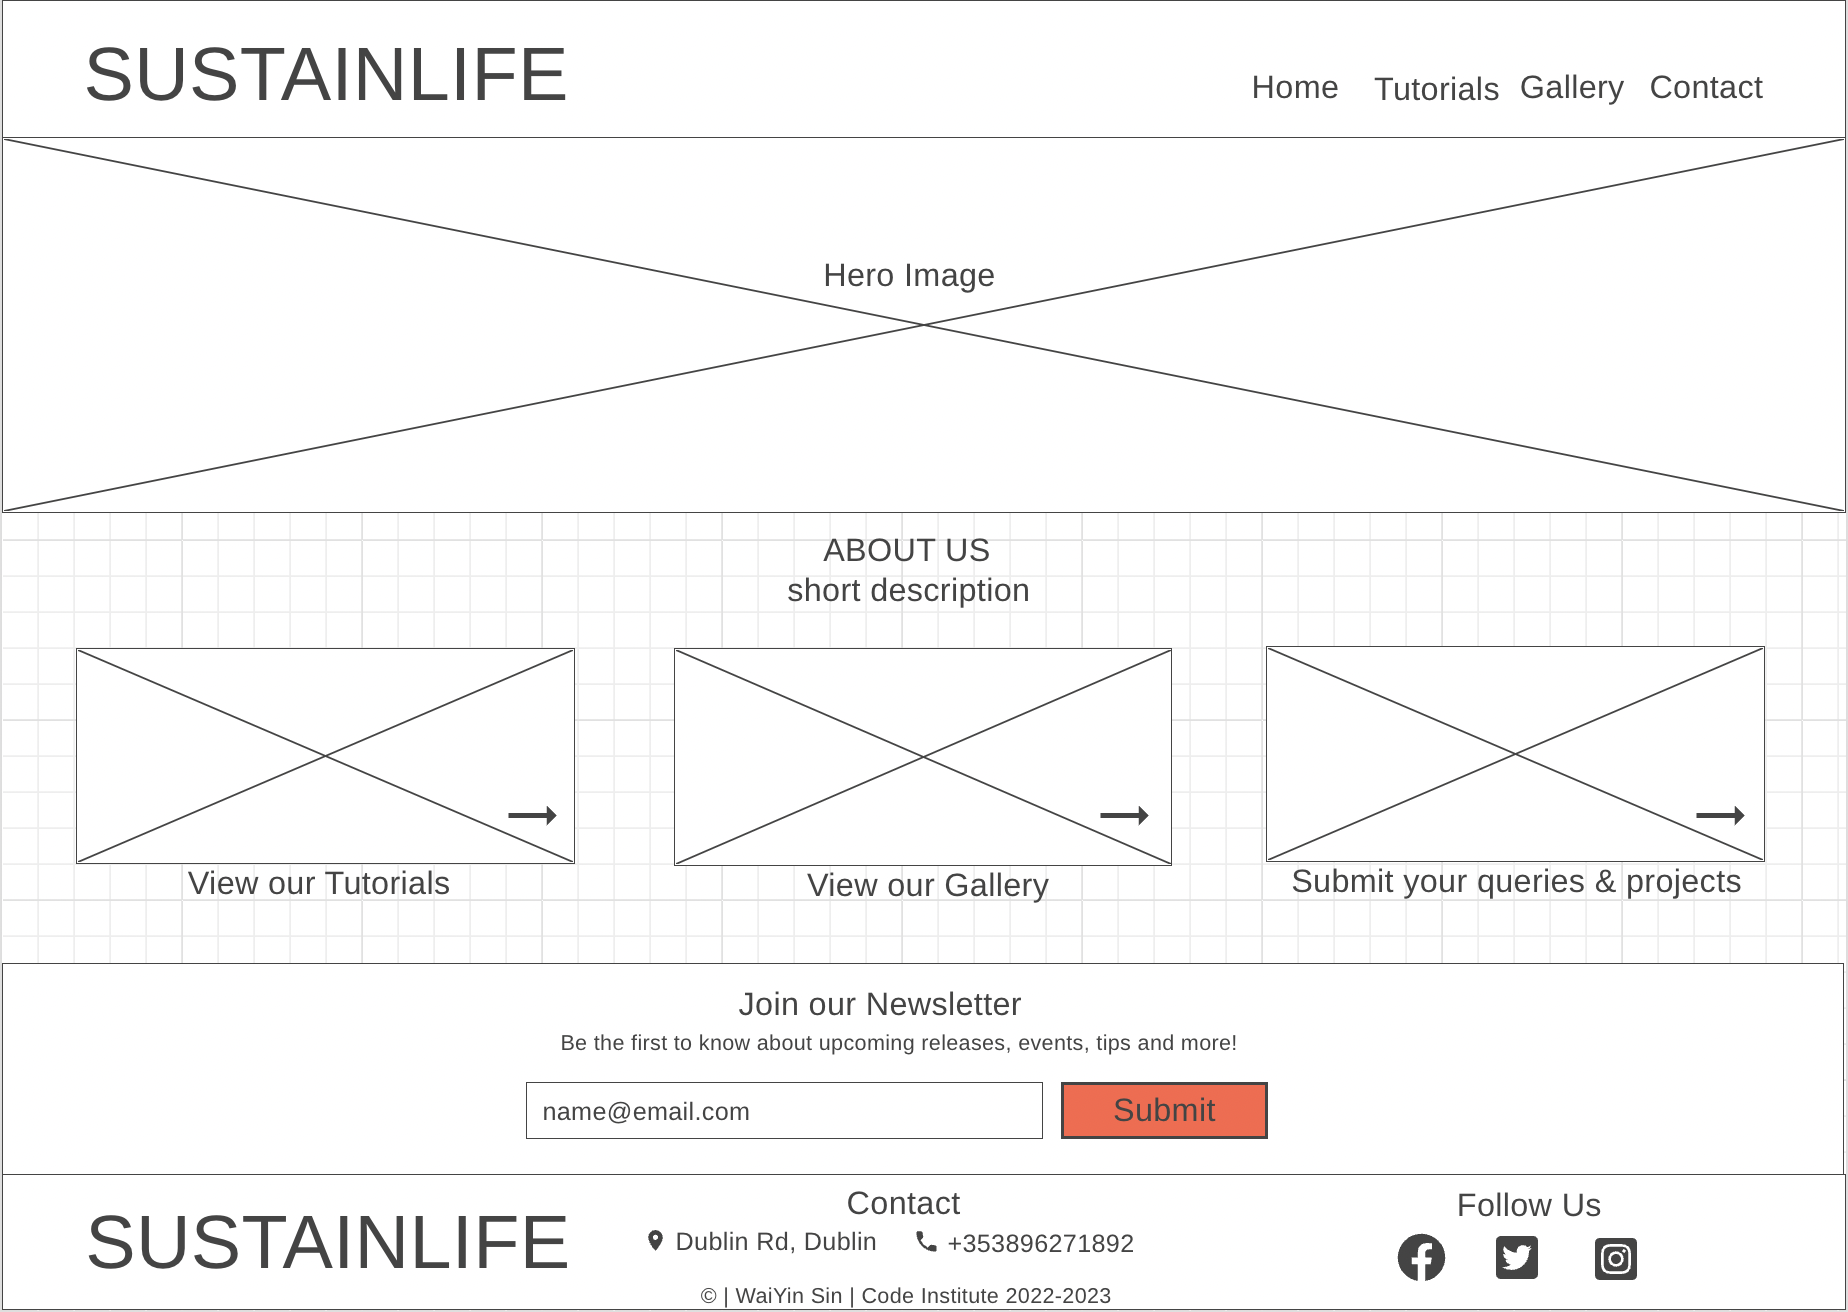 SUSTAINLIFE
Home Tutorials Gallery Contact
Hero Image
ABOUT US
short description
View our Tutorials
View our Gallery
Submit your queries & projects
Join our Newsletter
Be the first to know about upcoming releases, events, tips and more!
name@email.com
Submit
SUSTAINLIFE
Contact
Dublin Rd, Dublin
+353896271892
© | WaiYin Sin | Code Institute 2022-2023
Follow Us